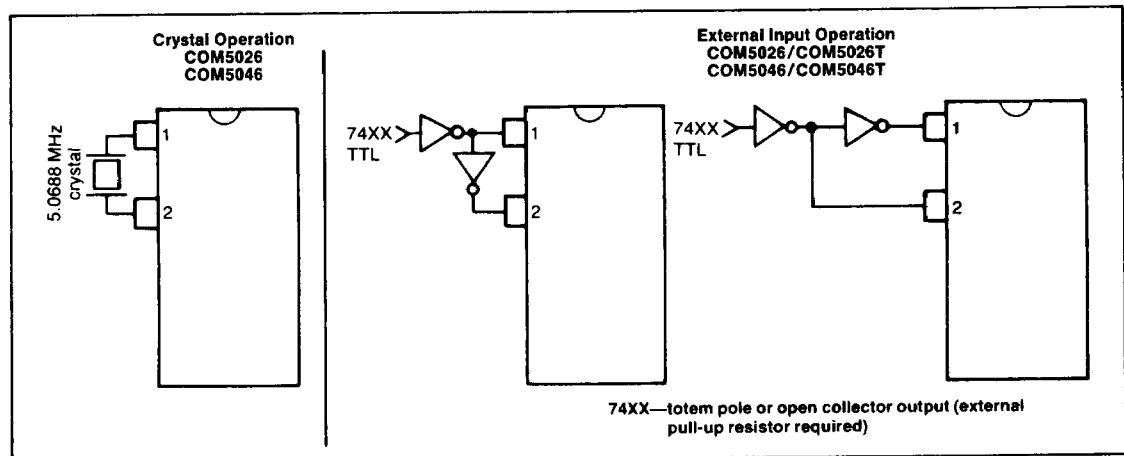 Crystal Operation
COM5026
COM5046
5.0688 MHz
crystal
1
2
External Input Operation
COM5026/COM5026T
COM5046/COM5046T
74XX
TTL
1
2
74XX
TTL
1
2
74XX—totem pole or open collector output (external
pull-up resistor required)